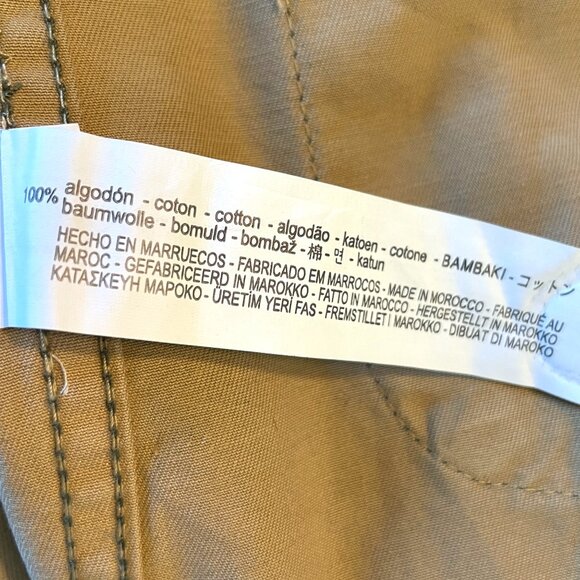 100% algodón - coton - cotton - algodão - katoen - cotone - BAMBAKI - コットン
baumwolle - bomuld - bombaž - 棉 - 면 - katun
HECHO EN MARRUECOS - FABRICADO EM MARROCOS - MADE IN MOROCCO - FABRIQUÉ AU
MAROC - GEFABRICEERD IN MAROKKO - FATTO IN MAROCCO - HERGESTELLT IN MAROKKO
ΚΑΤΑΣΚΕΥΗ ΜΑΡΟΚΟ - ÜRETİM YERİ FAS - FREMSTILLET I MAROKKO - DIBUAT DI MAROKO